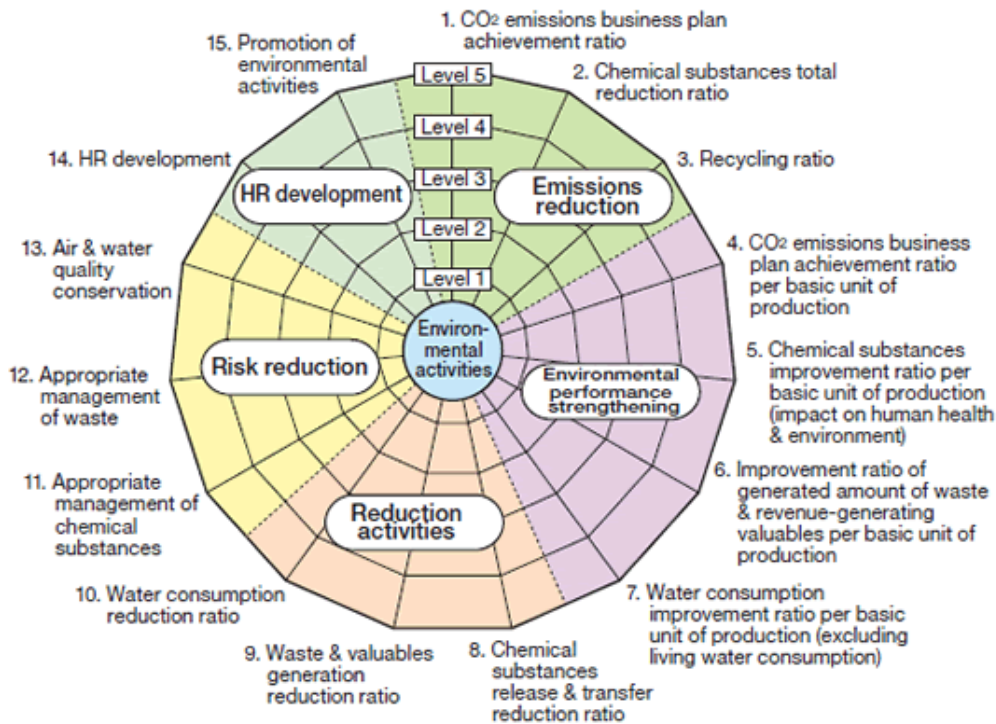 1. CO2 emissions business plan
achievement ratio
2. Chemical substances total
reduction ratio
3. Recycling ratio
4. CO2 emissions business
plan achievement ratio
per basic unit of
production
5. Chemical substances
improvement ratio per
basic unit of production
(impact on human health
& environment)
6. Improvement ratio of
generated amount of waste
& revenue-generating
valuables per basic unit of
production
7. Water consumption
improvement ratio per basic
unit of production (excluding
living water consumption)
8. Chemical
substances
release & transfer
reduction ratio
9. Waste & valuables
generation
reduction ratio
10. Water consumption
reduction ratio
11. Appropriate
management of
chemical
substances
12. Appropriate
management
of waste
13. Air & water
quality
conservation
14. HR development
15. Promotion of
environmental
activities
Level 5
Level 4
Level 3
Level 2
Level 1
HR development
Emissions
reduction
Environ-
mental
activities
Risk reduction
Environmental
performance
strengthening
Reduction
activities